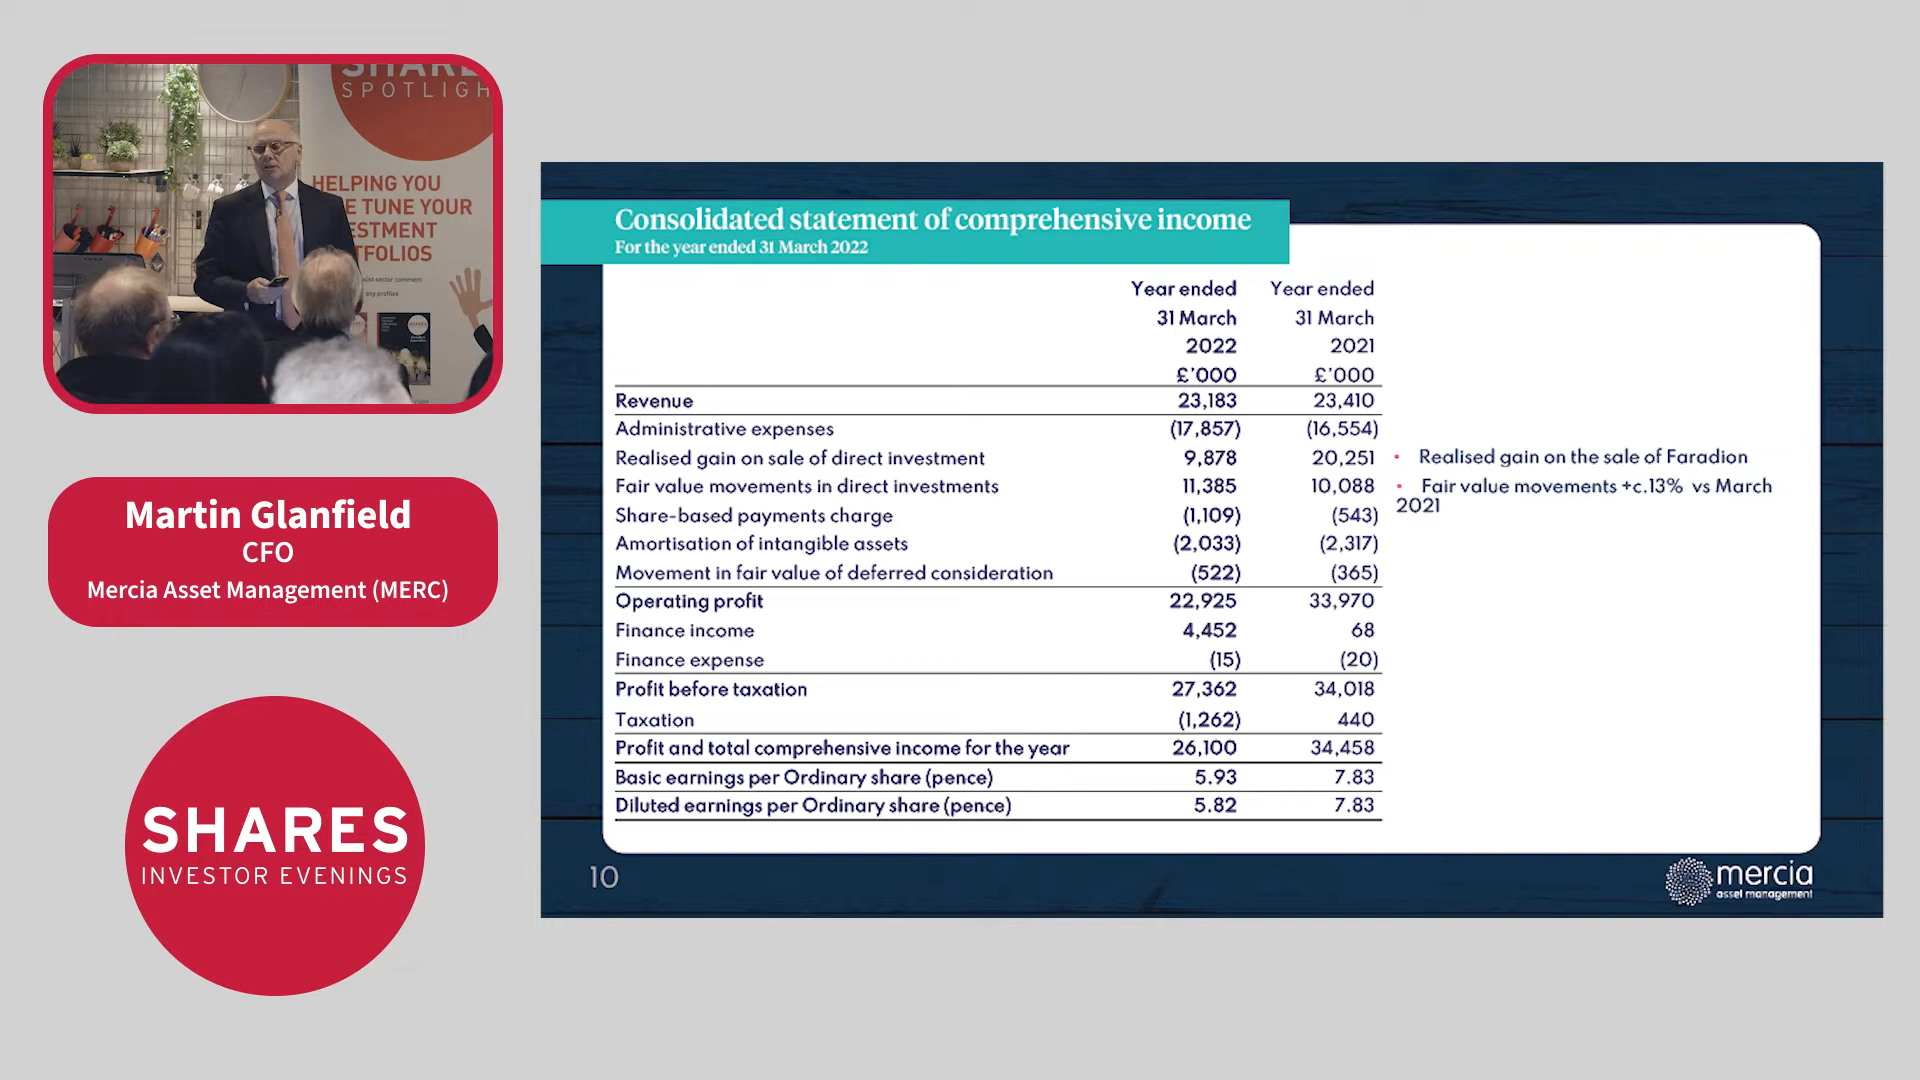 SHARE
SPOTLIGH
HELPING YOU
E TUNE YOUR
ESTMENT
TFOLIOS
Martin Glanfield
CFO
Mercia Asset Management (MERC)
SHARES
INVESTOR EVENINGS
Consolidated statement of comprehensive income
For the year ended 31 March 2022
Year ended Year ended
31 March 31 March
2022 2021
£'000 £'000
Revenue 23,183 23,410
Administrative expenses (17,857) (16,554)
Realised gain on sale of direct investment 9,878 20,251
Fair value movements in direct investments 11,385 10,088
Share-based payments charge (1,109) (543)
Amortisation of intangible assets (2,033) (2,317)
Movement in fair value of deferred consideration (522) (365)
Operating profit 22,925 33,970
Finance income 4,452 68
Finance expense (15) (20)
Profit before taxation 27,362 34,018
Taxation (1,262) 440
Profit and total comprehensive income for the year 26,100 34,458
Basic earnings per Ordinary share (pence) 5.93 7.83
Diluted earnings per Ordinary share (pence) 5.82 7.83
• Realised gain on the sale of Faradion
• Fair value movements +c.13% vs March
2021
10
mercia
asset management